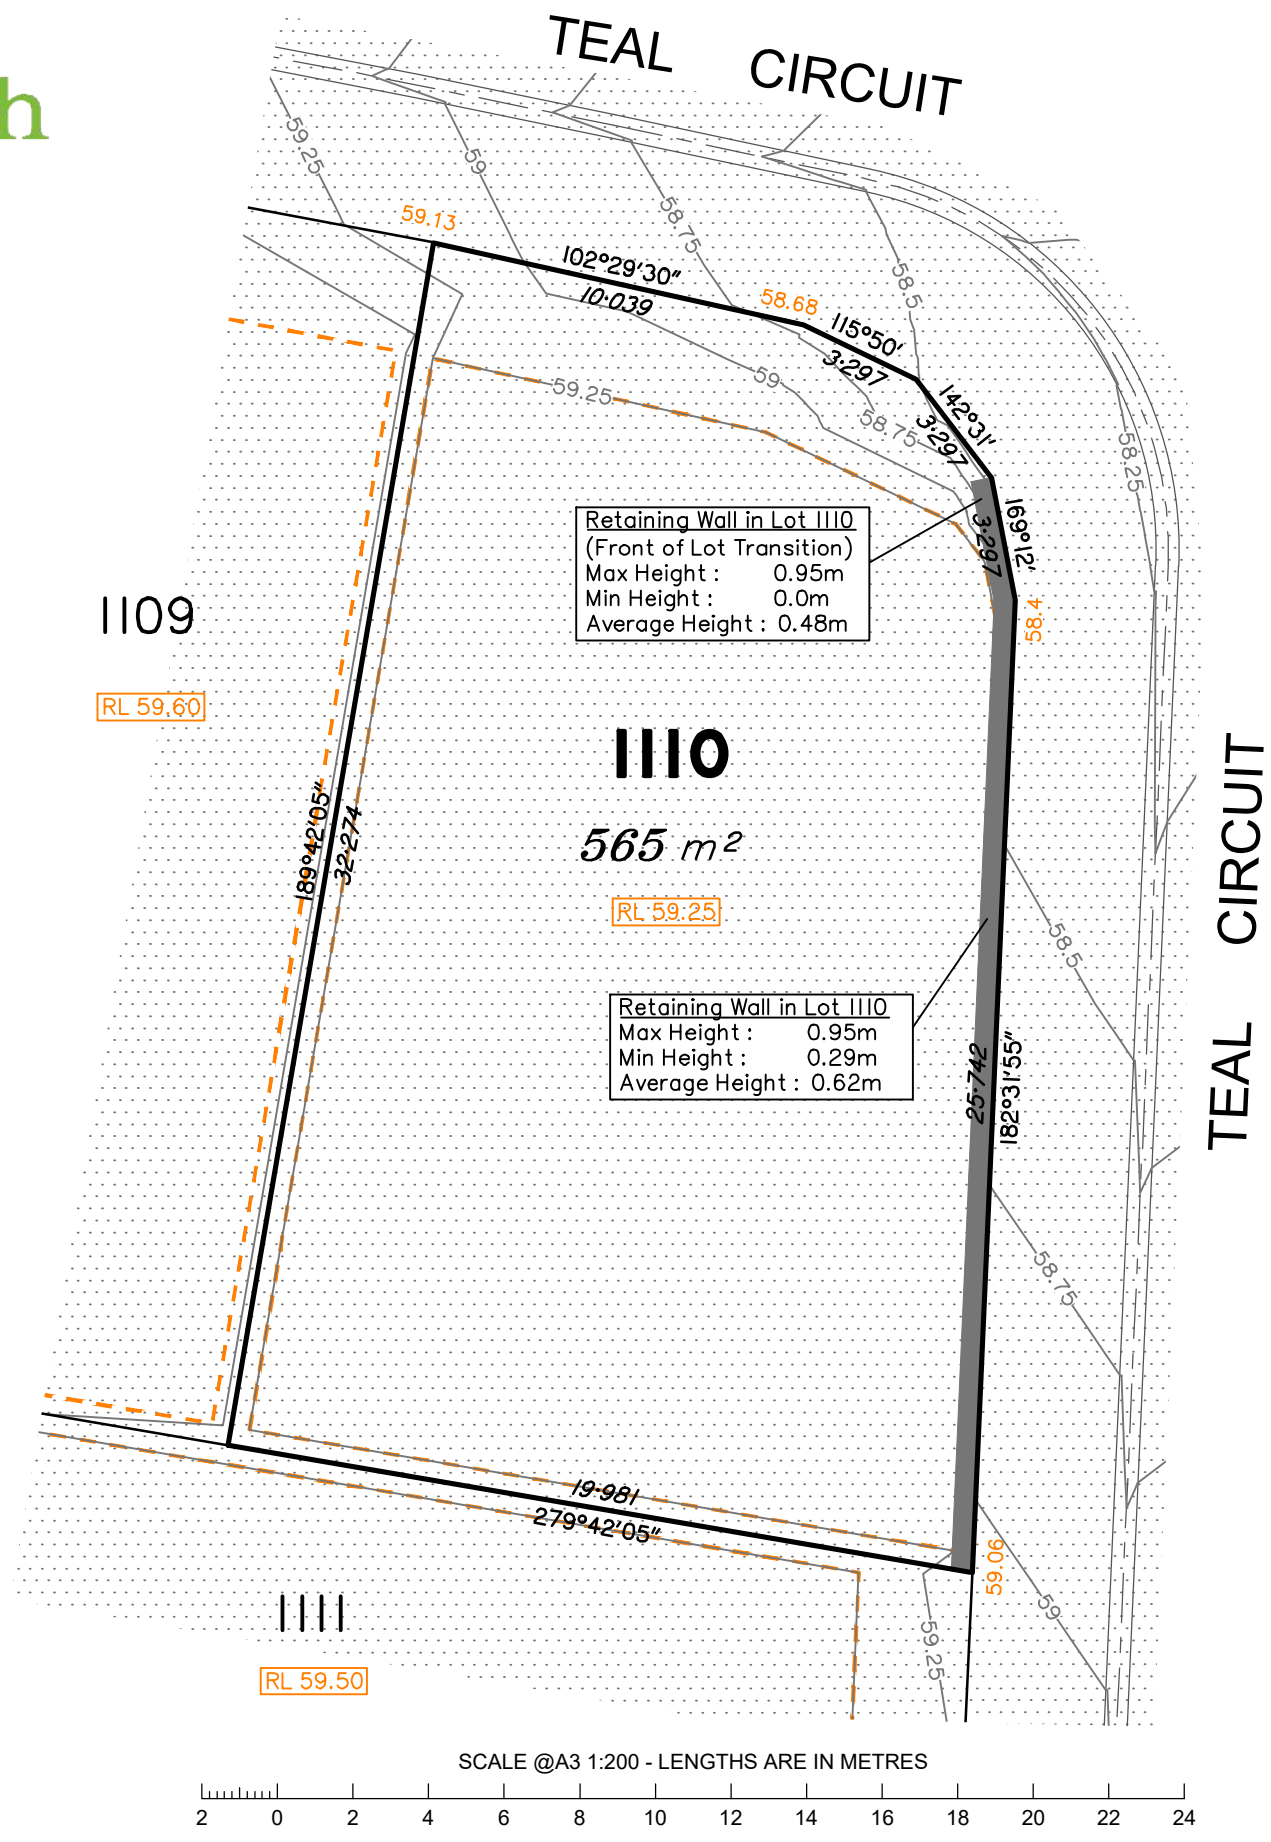 TEAL CIRCUIT
h
59.25
59
58.75
58.5
59.13
102°29'30"
10·039
58.68
115°50'
3·297
142°31'
3·297
59.25
59
58.75
58.25
169°12'
3·297
Retaining Wall in Lot 1110
(Front of Lot Transition)
Max Height : 0.95m
Min Height : 0.0m
Average Height : 0.48m
58.4
1109
RL 59.60
1110
565 m²
RL 59.25
189°42'05"
32·274
TEAL CIRCUIT
58.5
Retaining Wall in Lot 1110
Max Height : 0.95m
Min Height : 0.29m
Average Height : 0.62m
25·742
182°31'55"
58.75
19·981
279°42'05"
59.06
59
59.25
1111
RL 59.50
SCALE @A3 1:200 - LENGTHS ARE IN METRES
2 0 2 4 6 8 10 12 14 16 18 20 22 24